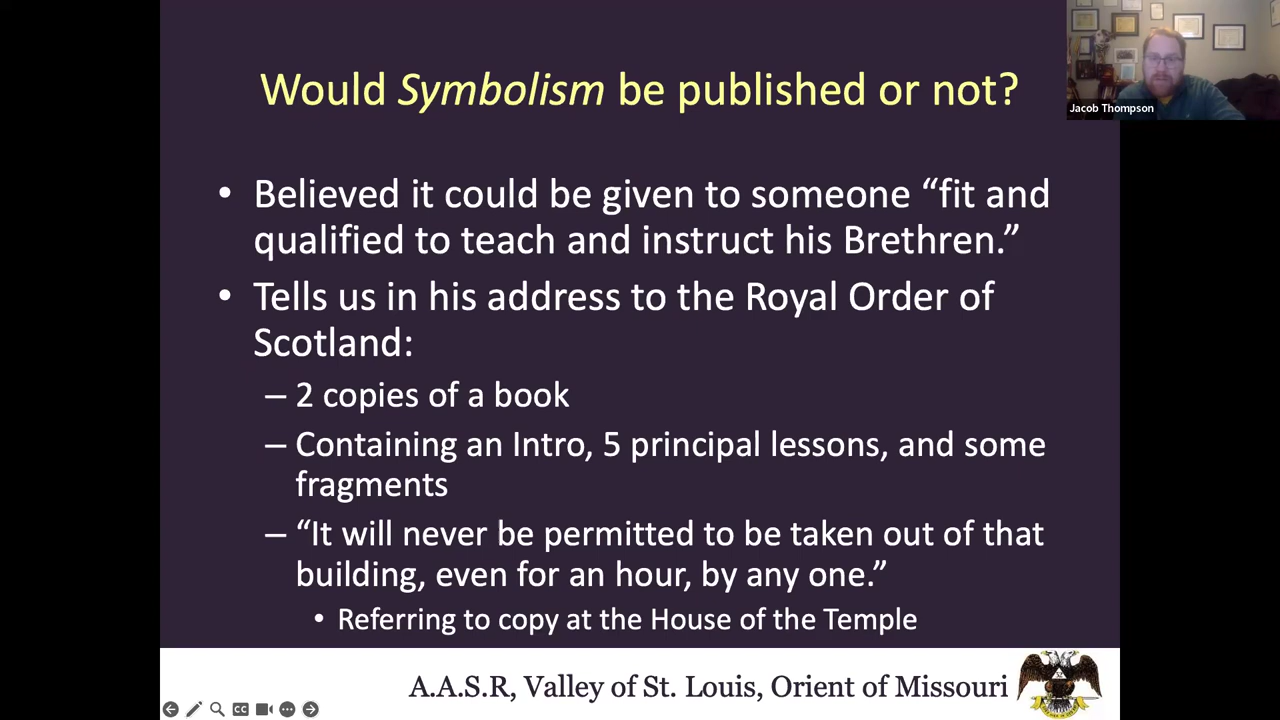 Would Symbolism be published or not?
Jacob Thompson
• Believed it could be given to someone “fit and
qualified to teach and instruct his Brethren.”
• Tells us in his address to the Royal Order of
Scotland:
– 2 copies of a book
– Containing an Intro, 5 principal lessons, and some
fragments
– “It will never be permitted to be taken out of that
building, even for an hour, by any one.”
• Referring to copy at the House of the Temple
A.A.S.R, Valley of St. Louis, Orient of Missouri
CC